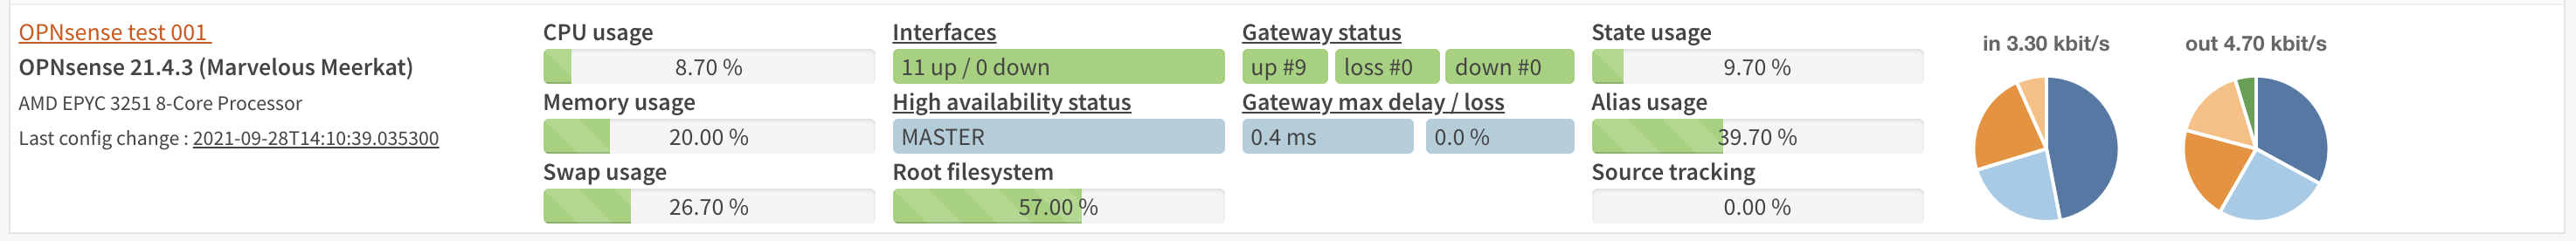 OPNsense test 001
OPNsense 21.4.3 (Marvelous Meerkat)
AMD EPYC 3251 8-Core Processor
Last config change : 2021-09-28T14:10:39.035300
CPU usage
8.70 %
Memory usage
20.00 %
Swap usage
26.70 %
Interfaces
11 up / 0 down
High availability status
MASTER
Root filesystem
57.00 %
Gateway status
up #9 loss #0 down #0
Gateway max delay / loss
0.4 ms 0.0 %
State usage
9.70 %
Alias usage
39.70 %
Source tracking
0.00 %
in 3.30 kbit/s
out 4.70 kbit/s